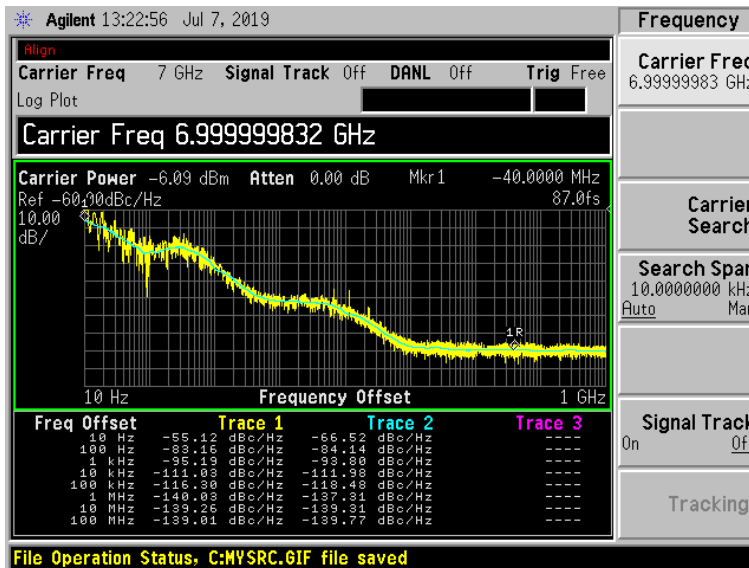 Agilent 13:22:56 Jul 7, 2019
Frequency
Align
Carrier Freq 7 GHz Signal Track Off DANL Off Trig Free
Log Plot
Carrier Freq 6.999999832 GHz
Carrier Power -6.09 dBm Atten 0.00 dB Mkr1 -40.0000 MHz
Ref -60.00dBc/Hz 87.0fs
10.00
dB/
1
1R
10 Hz Frequency Offset 1 GHz
Freq Offset Trace 1 Trace 2 Trace 3
10 Hz -55.12 dBc/Hz -66.52 dBc/Hz ----
100 Hz -83.16 dBc/Hz -84.14 dBc/Hz ----
1 kHz -95.19 dBc/Hz -93.80 dBc/Hz ----
10 kHz -111.03 dBc/Hz -111.98 dBc/Hz ----
100 kHz -116.30 dBc/Hz -118.48 dBc/Hz ----
1 MHz -140.03 dBc/Hz -137.31 dBc/Hz ----
10 MHz -139.26 dBc/Hz -139.31 dBc/Hz ----
100 MHz -139.01 dBc/Hz -139.77 dBc/Hz ----
File Operation Status, C:MYSRC.GIF file saved
Carrier Freq
6.99999983 GHz
Carrier
Search
Search Span
10.0000000 kHz
Auto Man
Signal Track
On Off
Tracking